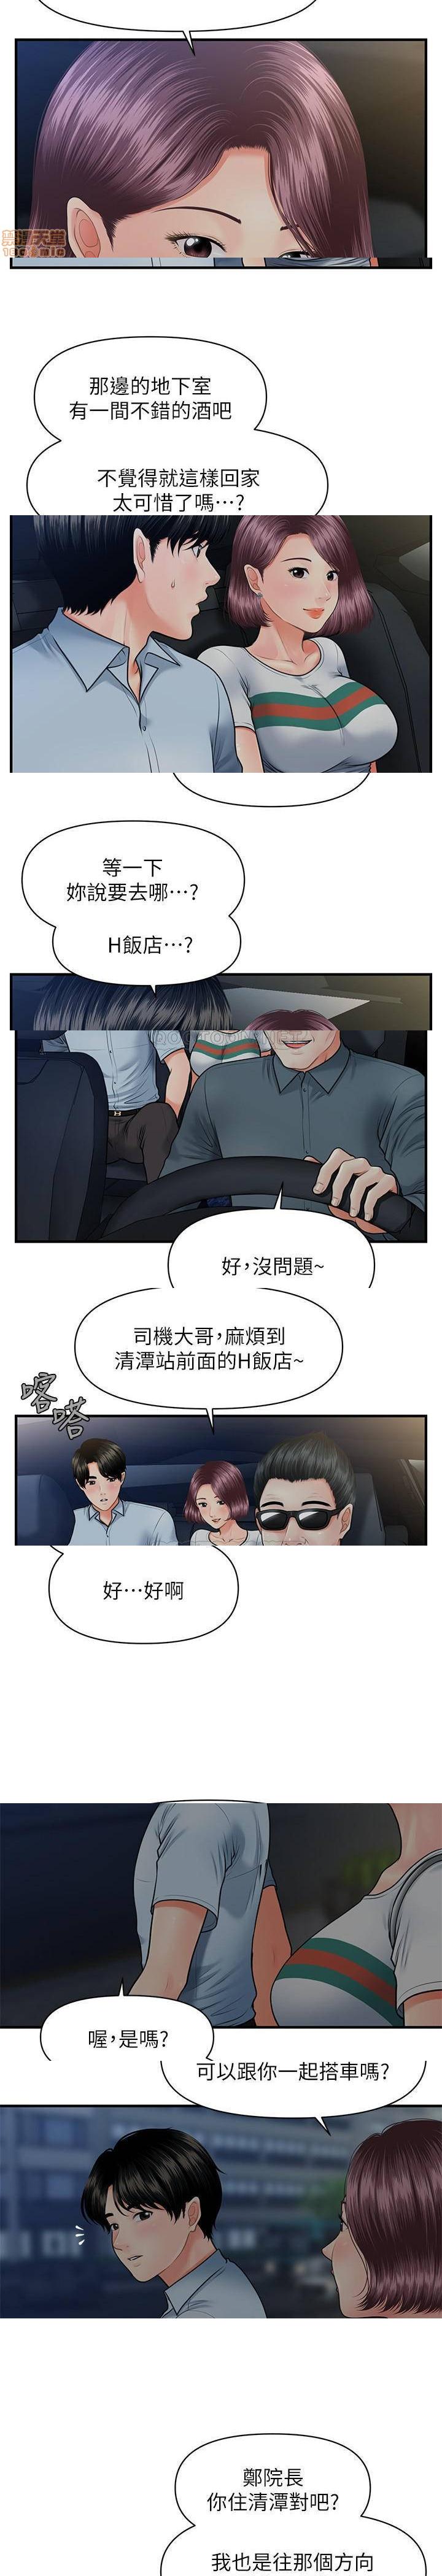 禁天堂
18COMIC
那邊的地下室
有一間不錯的酒吧
不覺得就這樣回家
太可惜了嗎…?
等一下
妳說要去哪…?
H飯店…?
好,沒問題~
司機大哥,麻煩到
清潭站前面的H飯店~
喀嗒
好…好啊
喔,是嗎?
可以跟你一起搭車嗎?
鄭院長
你住清潭對吧?
我也是往那個方向